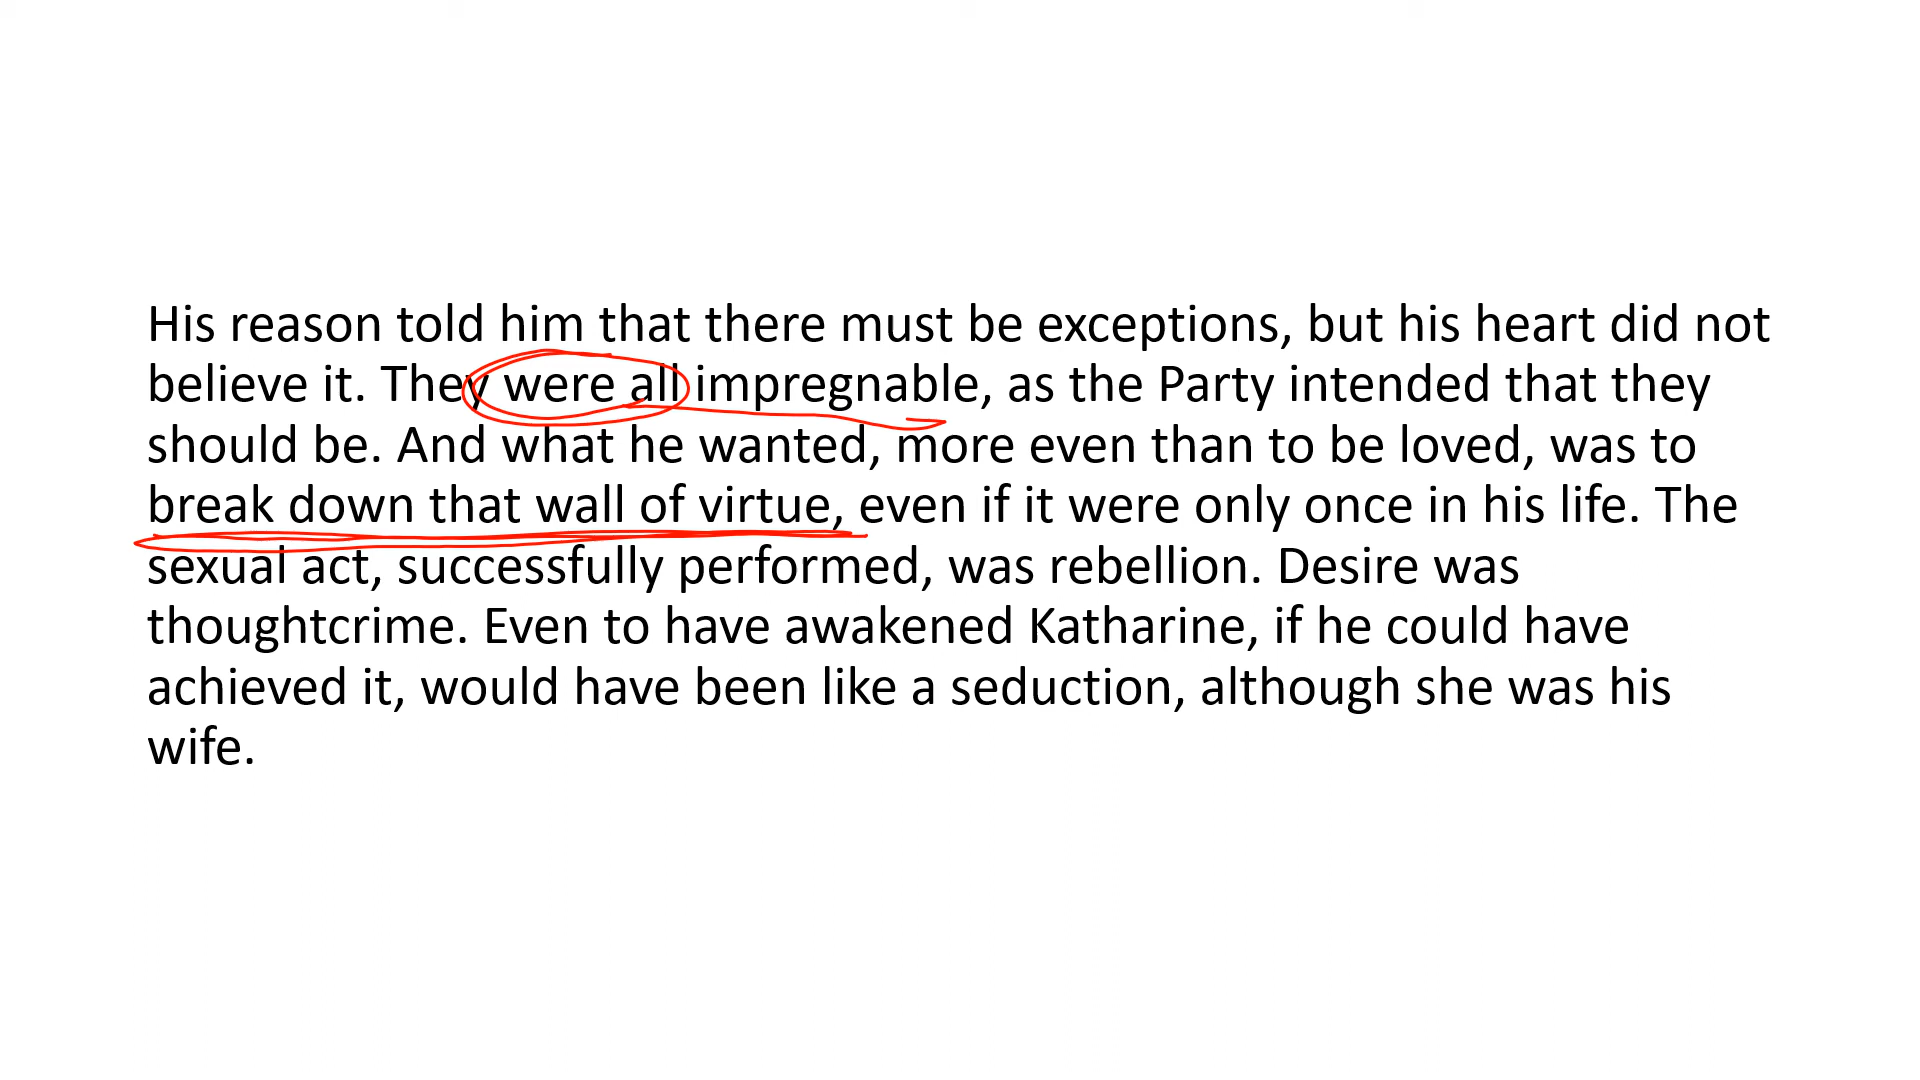 His reason told him that there must be exceptions, but his heart did not
believe it. They were all impregnable, as the Party intended that they
should be. And what he wanted, more even than to be loved, was to
break down that wall of virtue, even if it were only once in his life. The
sexual act, successfully performed, was rebellion. Desire was
thoughtcrime. Even to have awakened Katharine, if he could have
achieved it, would have been like a seduction, although she was his
wife.